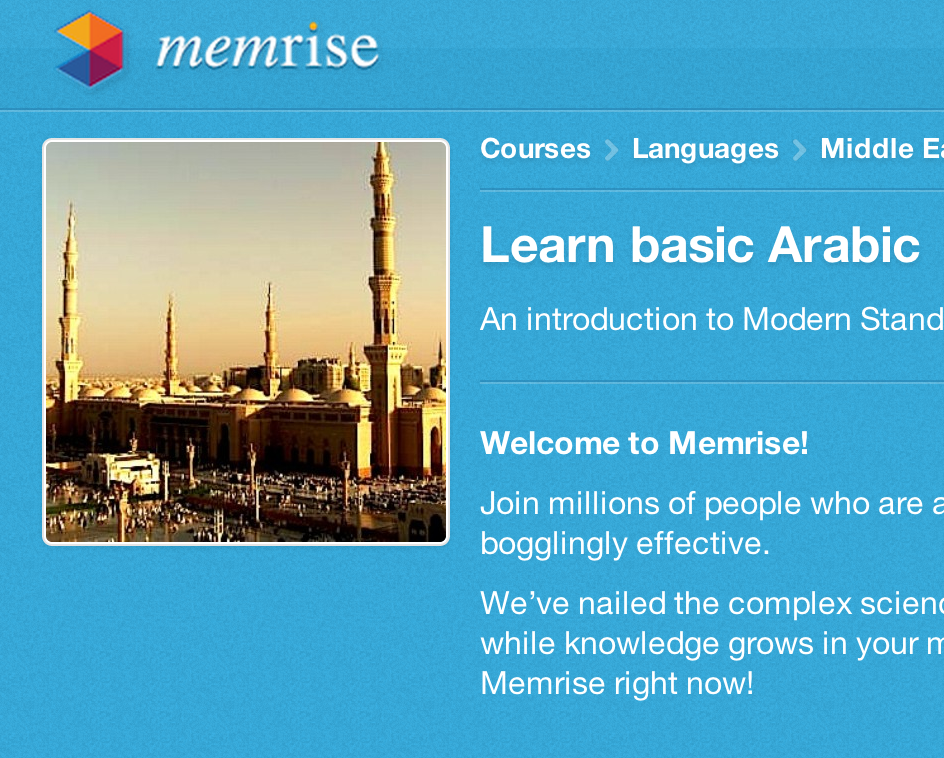 memrise
Courses > Languages > Middle Ea
Learn basic Arabic
An introduction to Modern Stand
Welcome to Memrise!
Join millions of people who are a
bogglingly effective.
We’ve nailed the complex scienc
while knowledge grows in your m
Memrise right now!